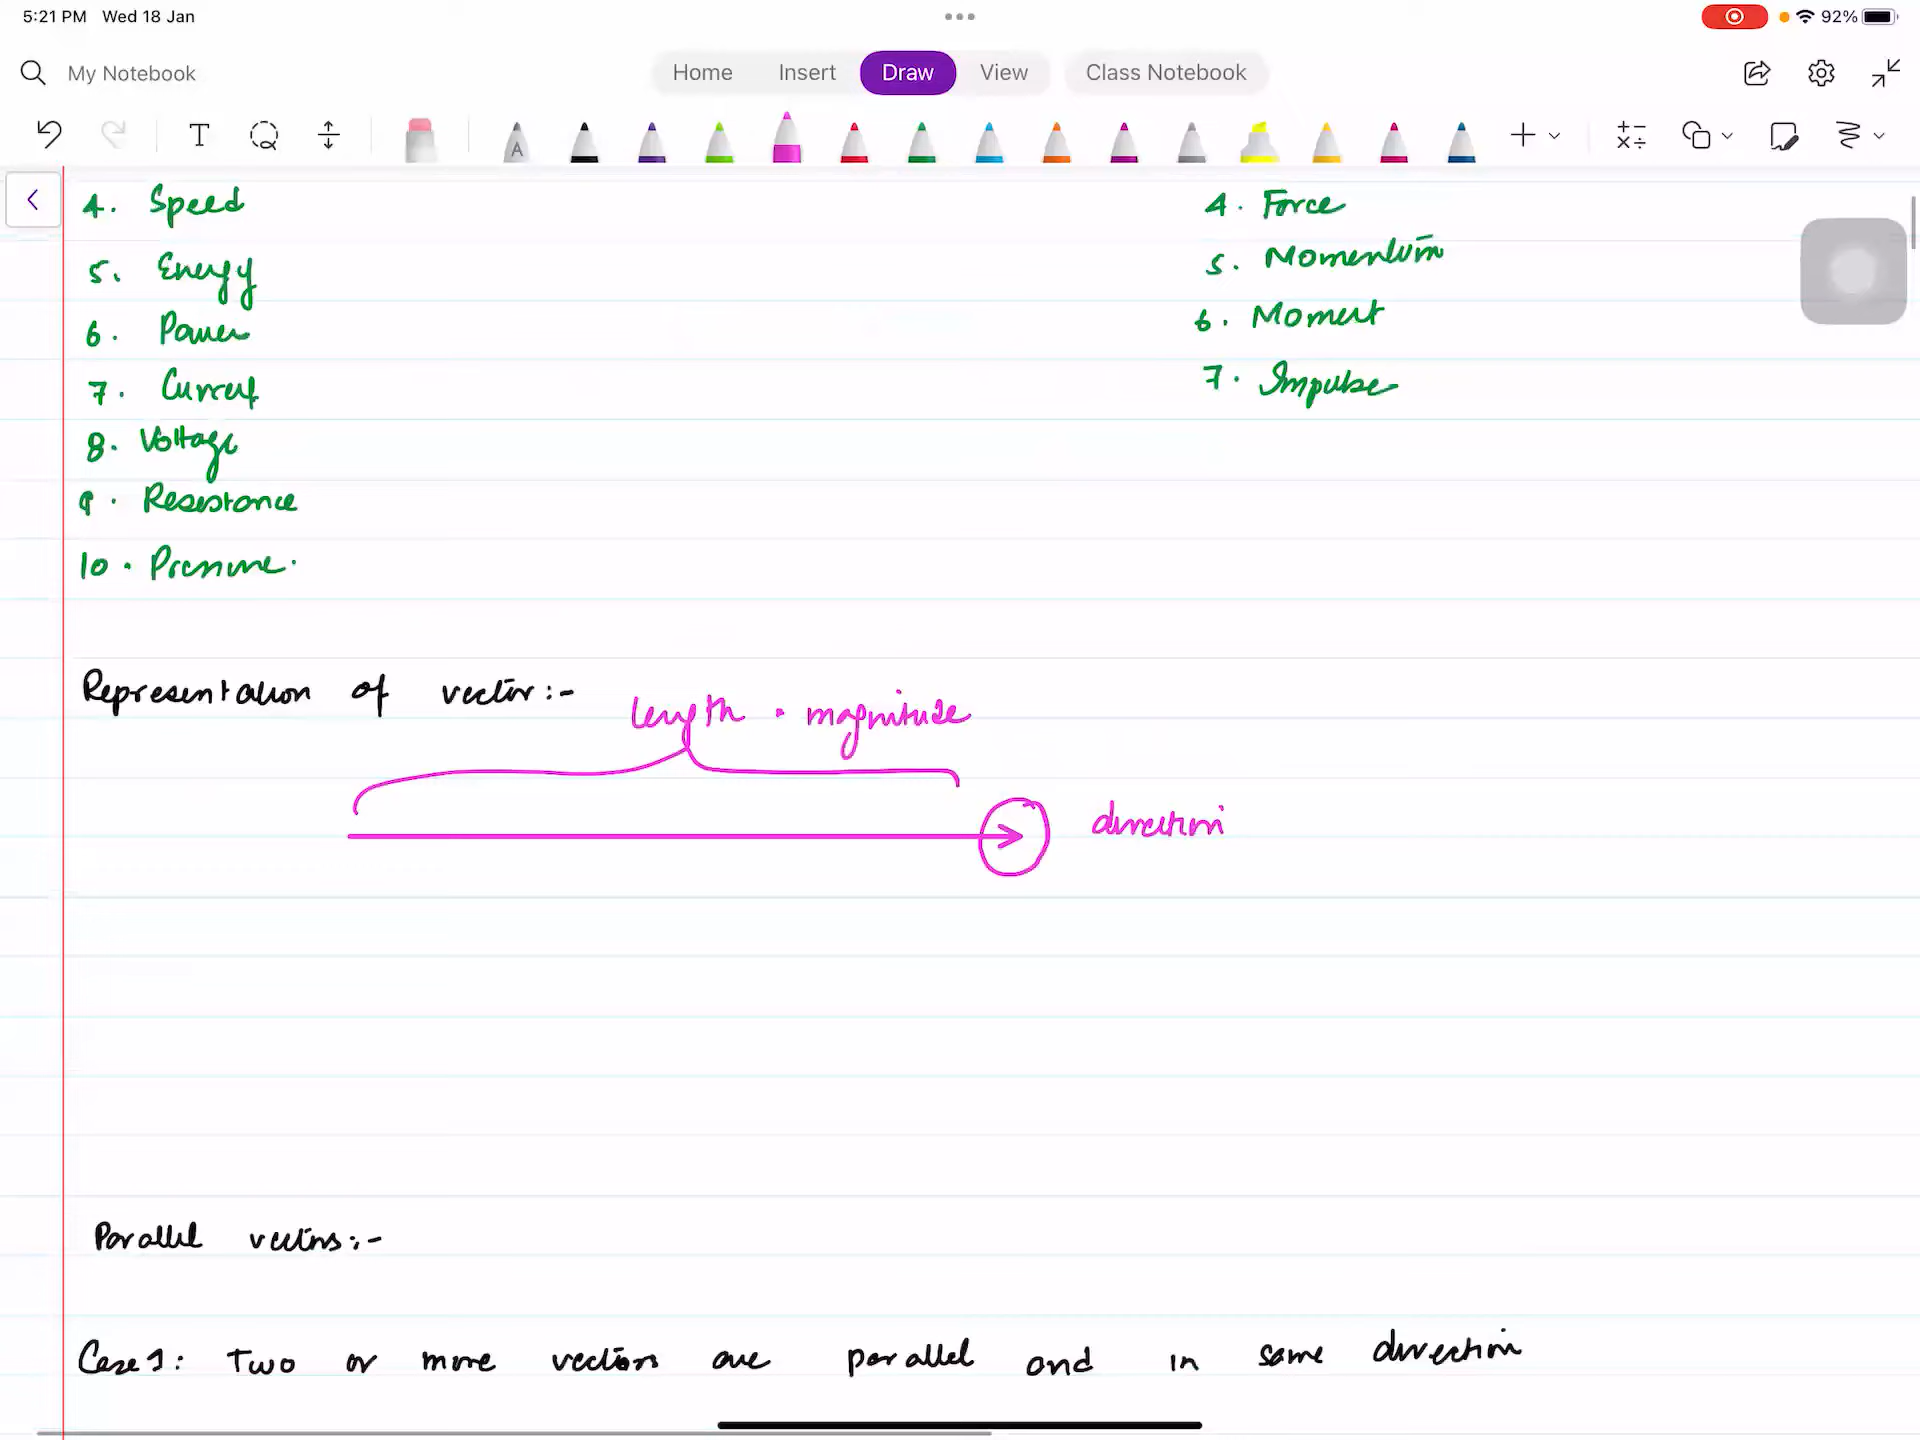 5:21 PM Wed 18 Jan
92%
My Notebook
Home Insert Draw View Class Notebook
T
A
4. Speed
4. Force
5. Energy
5. Momentum
6. Power
6. Moment
7. Current
7. Impulse
8. Voltage
9. Resistance
10. Pressure.
Representation of vector:-
length . magnitude
direction
Parallel vectors:-
Case 1: Two or more vectors are parallel and in same direction